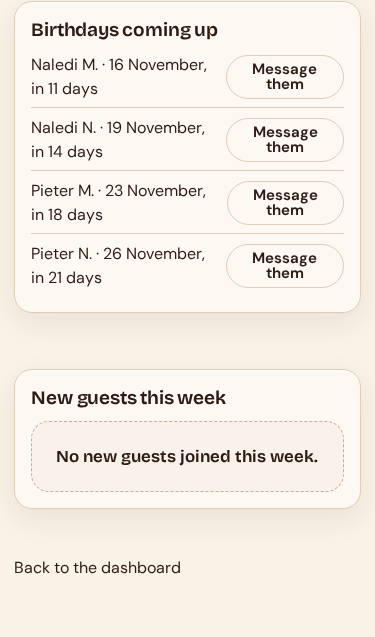 Birthdays coming up
Naledi M. · 16 November,
in 11 days
Message
them
Naledi N. · 19 November,
in 14 days
Message
them
Pieter M. · 23 November,
in 18 days
Message
them
Pieter N. · 26 November,
in 21 days
Message
them
New guests this week
No new guests joined this week.
Back to the dashboard